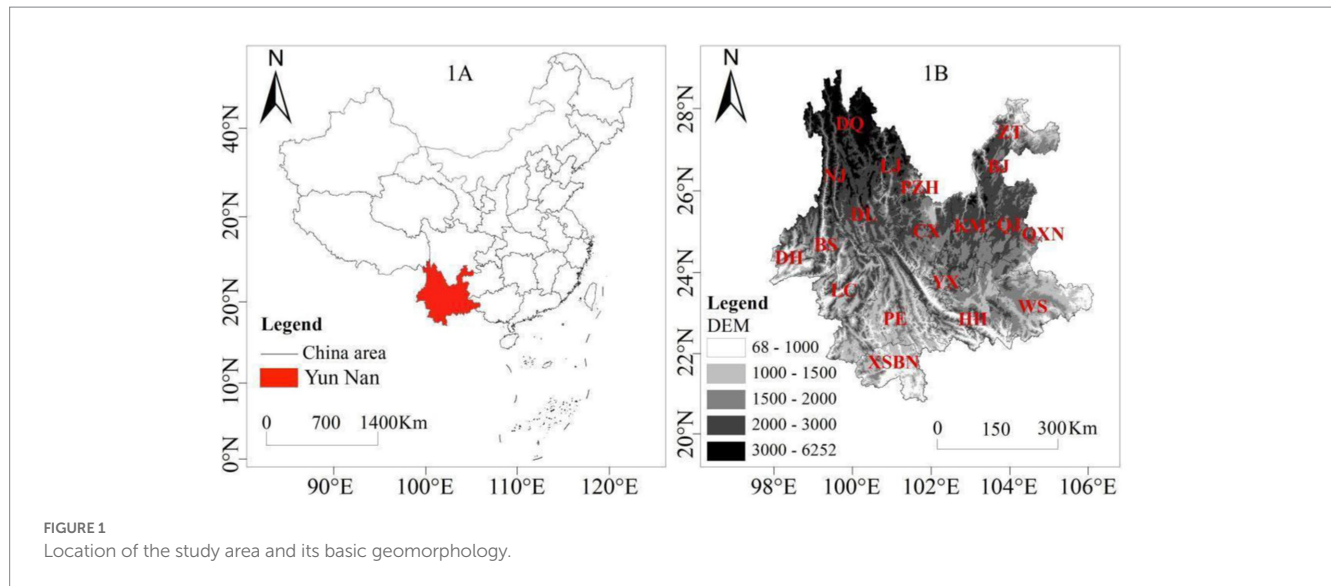 N
1A
40°N
30°N
20°N
10°N
0°N
Legend
China area
Yun Nan
0 700 1400Km
90°E 100°E 110°E 120°E
N
1B
28°N
26°N
24°N
22°N
20°N
DQ
ZT
NJ
LJ
BJ
PZH
DL
CX
KM
QJ
QXN
BS
DH
LC
YX
WS
PE
HH
XSBN
Legend
DEM
68 - 1000
1000 - 1500
1500 - 2000
2000 - 3000
3000 - 6252
0 150 300Km
98°E 100°E 102°E 104°E 106°E
FIGURE 1
Location of the study area and its basic geomorphology.